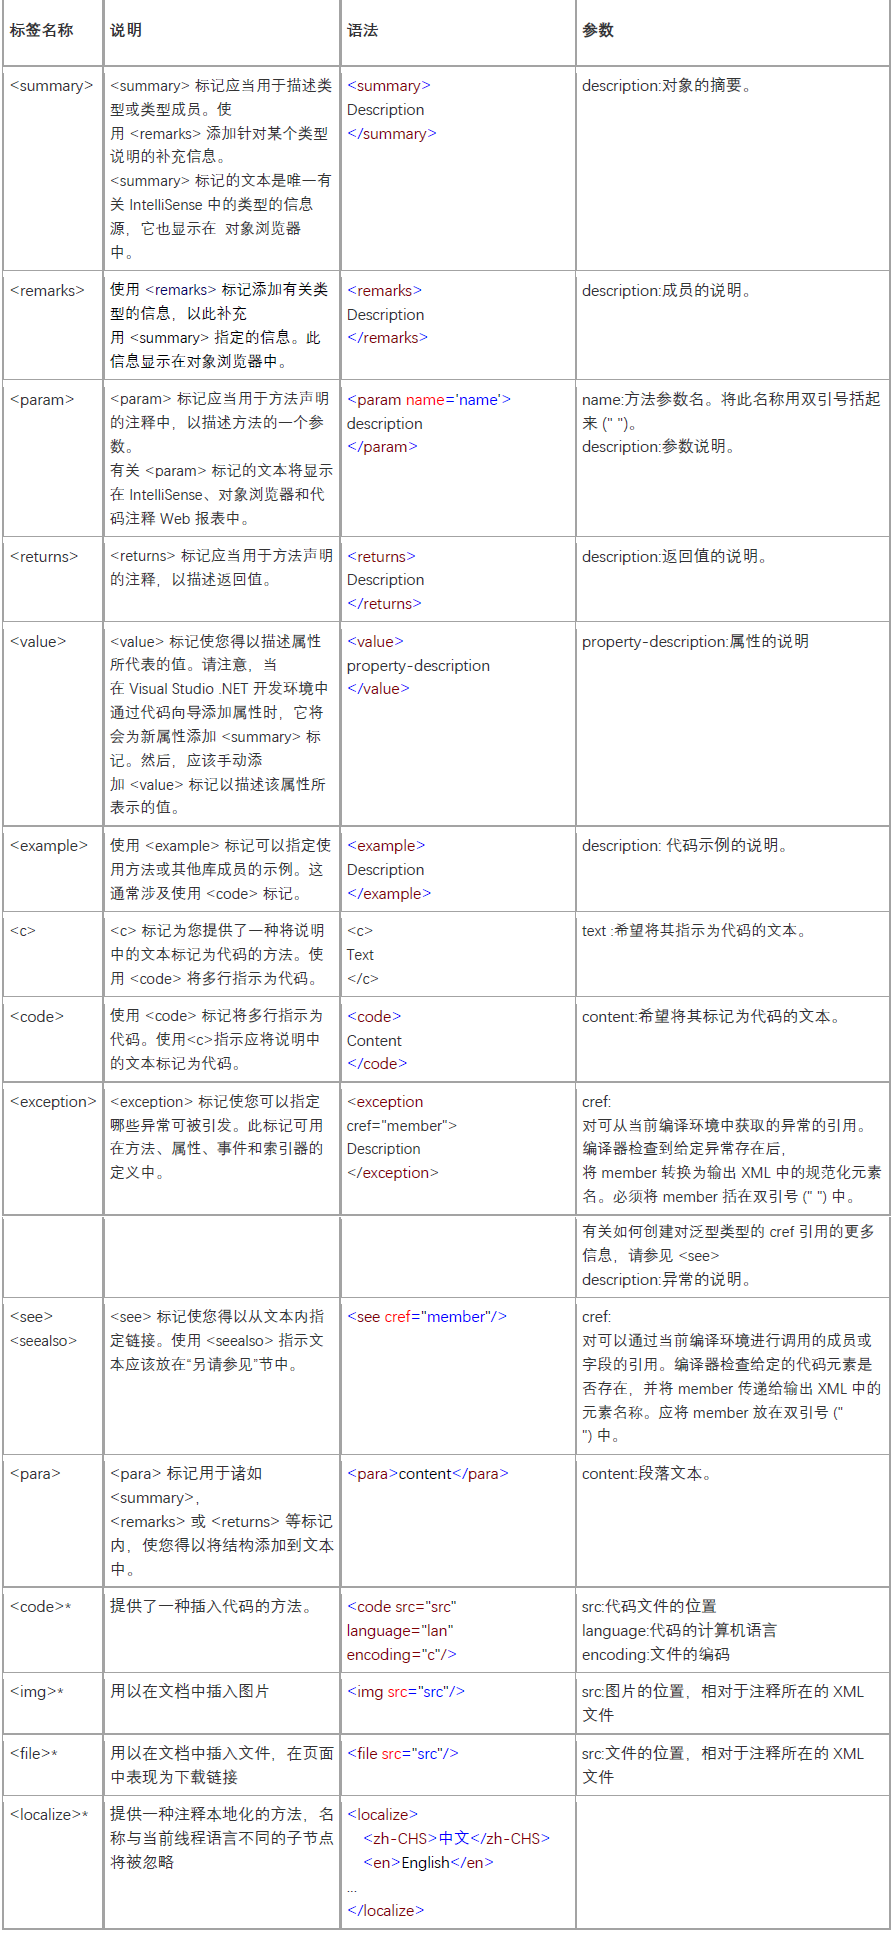 标签名称 说明 语法 参数
<summary>
<summary> 标记应当用于描述类
型或类型成员。使
用 <remarks> 添加针对某个类型
说明的补充信息。
<summary> 标记的文本是唯一有
关 IntelliSense 中的类型的信息
源，它也显示在 对象浏览器
中。
<summary>
Description
</summary>
description:对象的摘要。
<remarks>
使用 <remarks> 标记添加有关类
型的信息，以此补充
用 <summary> 指定的信息。此
信息显示在对象浏览器中。
<remarks>
Description
</remarks>
description:成员的说明。
<param>
<param> 标记应当用于方法声明
的注释中，以描述方法的一个参
数。
有关 <param> 标记的文本将显示
在 IntelliSense、对象浏览器和代
码注释 Web 报表中。
<param name='name'>
description
</param>
name:方法参数名。将此名称用双引号括起
来 (" ")。
description:参数说明。
<returns>
<returns> 标记应当用于方法声明
的注释，以描述返回值。
<returns>
Description
</returns>
description:返回值的说明。
<value>
<value> 标记使您得以描述属性
所代表的值。请注意，当
在 Visual Studio .NET 开发环境中
通过代码向导添加属性时，它将
会为新属性添加 <summary> 标
记。然后，应该手动添
加 <value> 标记以描述该属性所
表示的值。
<value>
property-description
</value>
property-description:属性的说明
<example>
使用 <example> 标记可以指定使
用方法或其他库成员的示例。这
通常涉及使用 <code> 标记。
<example>
Description
</example>
description: 代码示例的说明。
<c>
<c> 标记为您提供了一种将说明
中的文本标记为代码的方法。使
用 <code> 将多行指示为代码。
<c>
Text
</c>
text :希望将其指示为代码的文本。
<code>
使用 <code> 标记将多行指示为
代码。使用<c>指示应将说明中
的文本标记为代码。
<code>
Content
</code>
content:希望将其标记为代码的文本。
<exception>
<exception> 标记使您可以指定
哪些异常可被引发。此标记可用
在方法、属性、事件和索引器的
定义中。
<exception
cref="member">
Description
</exception>
cref:
对可从当前编译环境中获取的异常的引用。
编译器检查到给定异常存在后，
将 member 转换为输出 XML 中的规范化元素
名。必须将 member 括在双引号 (" ") 中。
有关如何创建对泛型类型的 cref 引用的更多
信息，请参见 <see>
description:异常的说明。
<see>
<seealso>
<see> 标记使您得以从文本内指
定链接。使用 <seealso> 指示文
本应该放在“另请参见”节中。
<see cref="member"/>
cref:
对可以通过当前编译环境进行调用的成员或
字段的引用。编译器检查给定的代码元素是
否存在，并将 member 传递给输出 XML 中的
元素名称。应将 member 放在双引号 ("
") 中。
<para>
<para> 标记用于诸如
<summary>，
<remarks> 或 <returns> 等标记
内，使您得以将结构添加到文本
中。
<para>content</para>
content:段落文本。
<code>*
提供了一种插入代码的方法。
<code src="src"
language="lan"
encoding="c"/>
src:代码文件的位置
language:代码的计算机语言
encoding:文件的编码
<img>*
用以在文档中插入图片
<img src="src"/>
src:图片的位置，相对于注释所在的 XML
文件
<file>*
用以在文档中插入文件，在页面
中表现为下载链接
<file src="src"/>
src:文件的位置，相对于注释所在的 XML
文件
<localize>*
提供一种注释本地化的方法，名
称与当前线程语言不同的子节点
将被忽略
<localize>
<zh-CHS>中文</zh-CHS>
<en>English</en>
...
</localize>